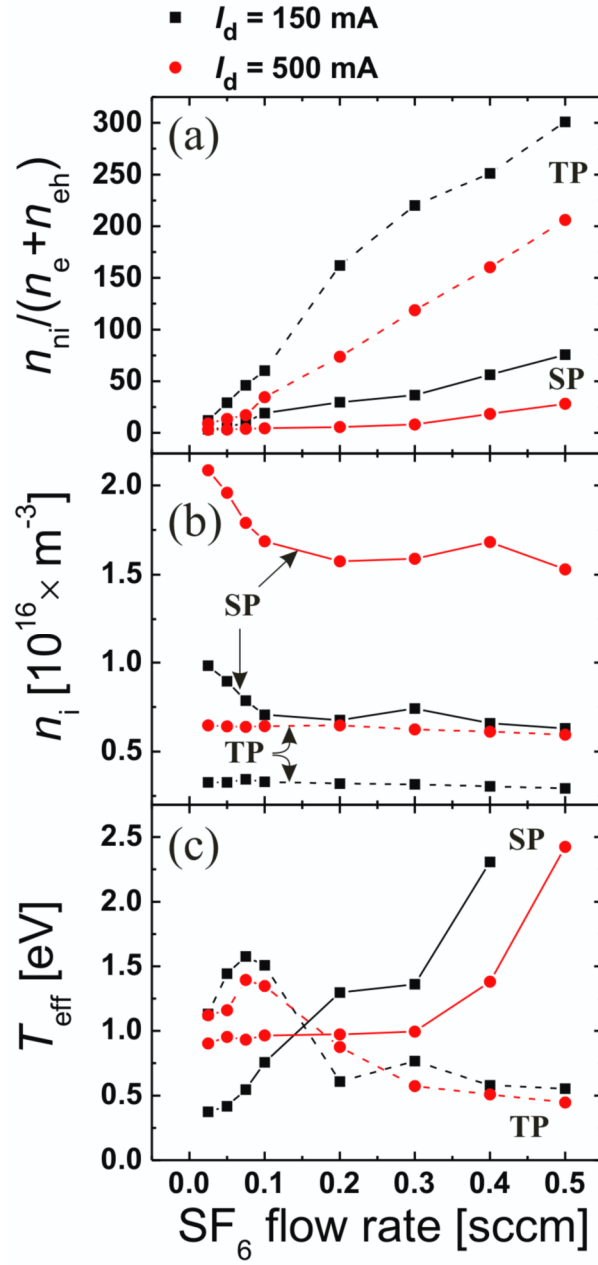 I_d = 150 mA
I_d = 500 mA
(a)
300
250
200
150
100
50
0
n_ni/(n_e+n_eh)
TP
SP
(b)
2.0
1.5
1.0
0.5
n_i [10^16 × m^-3]
SP
TP
(c)
2.5
2.0
1.5
1.0
0.5
0.0
T_eff [eV]
SP
TP
0.0 0.1 0.2 0.3 0.4 0.5
SF_6 flow rate [sccm]